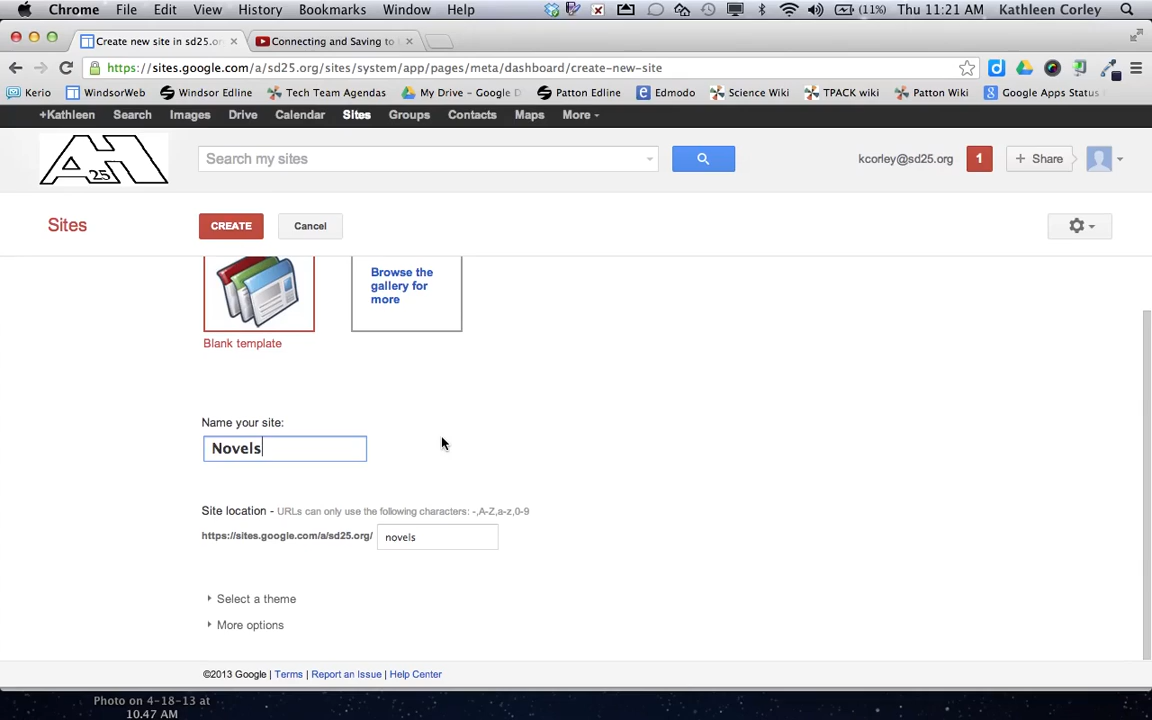 Chrome File Edit View History Bookmarks Window Help (11%) Thu 11:21 AM Kathleen Corley
Create new site in sd25.or Connecting and Saving to
https://sites.google.com/a/sd25.org/sites/system/app/pages/meta/dashboard/create-new-site
Kerio WindsorWeb Windsor Edline Tech Team Agendas My Drive - Google D Patton Edline Edmodo Science Wiki TPACK wiki Patton Wiki Google Apps Status
+Kathleen Search Images Drive Calendar Sites Groups Contacts Maps More
AH 25
Search my sites kcorley@sd25.org 1 + Share
Sites CREATE Cancel
Browse the
gallery for
more
Blank template
Name your site:
Novels
Site location - URLs can only use the following characters: -,A-Z,a-z,0-9
https://sites.google.com/a/sd25.org/ novels
Select a theme
More options
©2013 Google | Terms | Report an Issue | Help Center
Photo on 4-18-13 at
10.47 AM